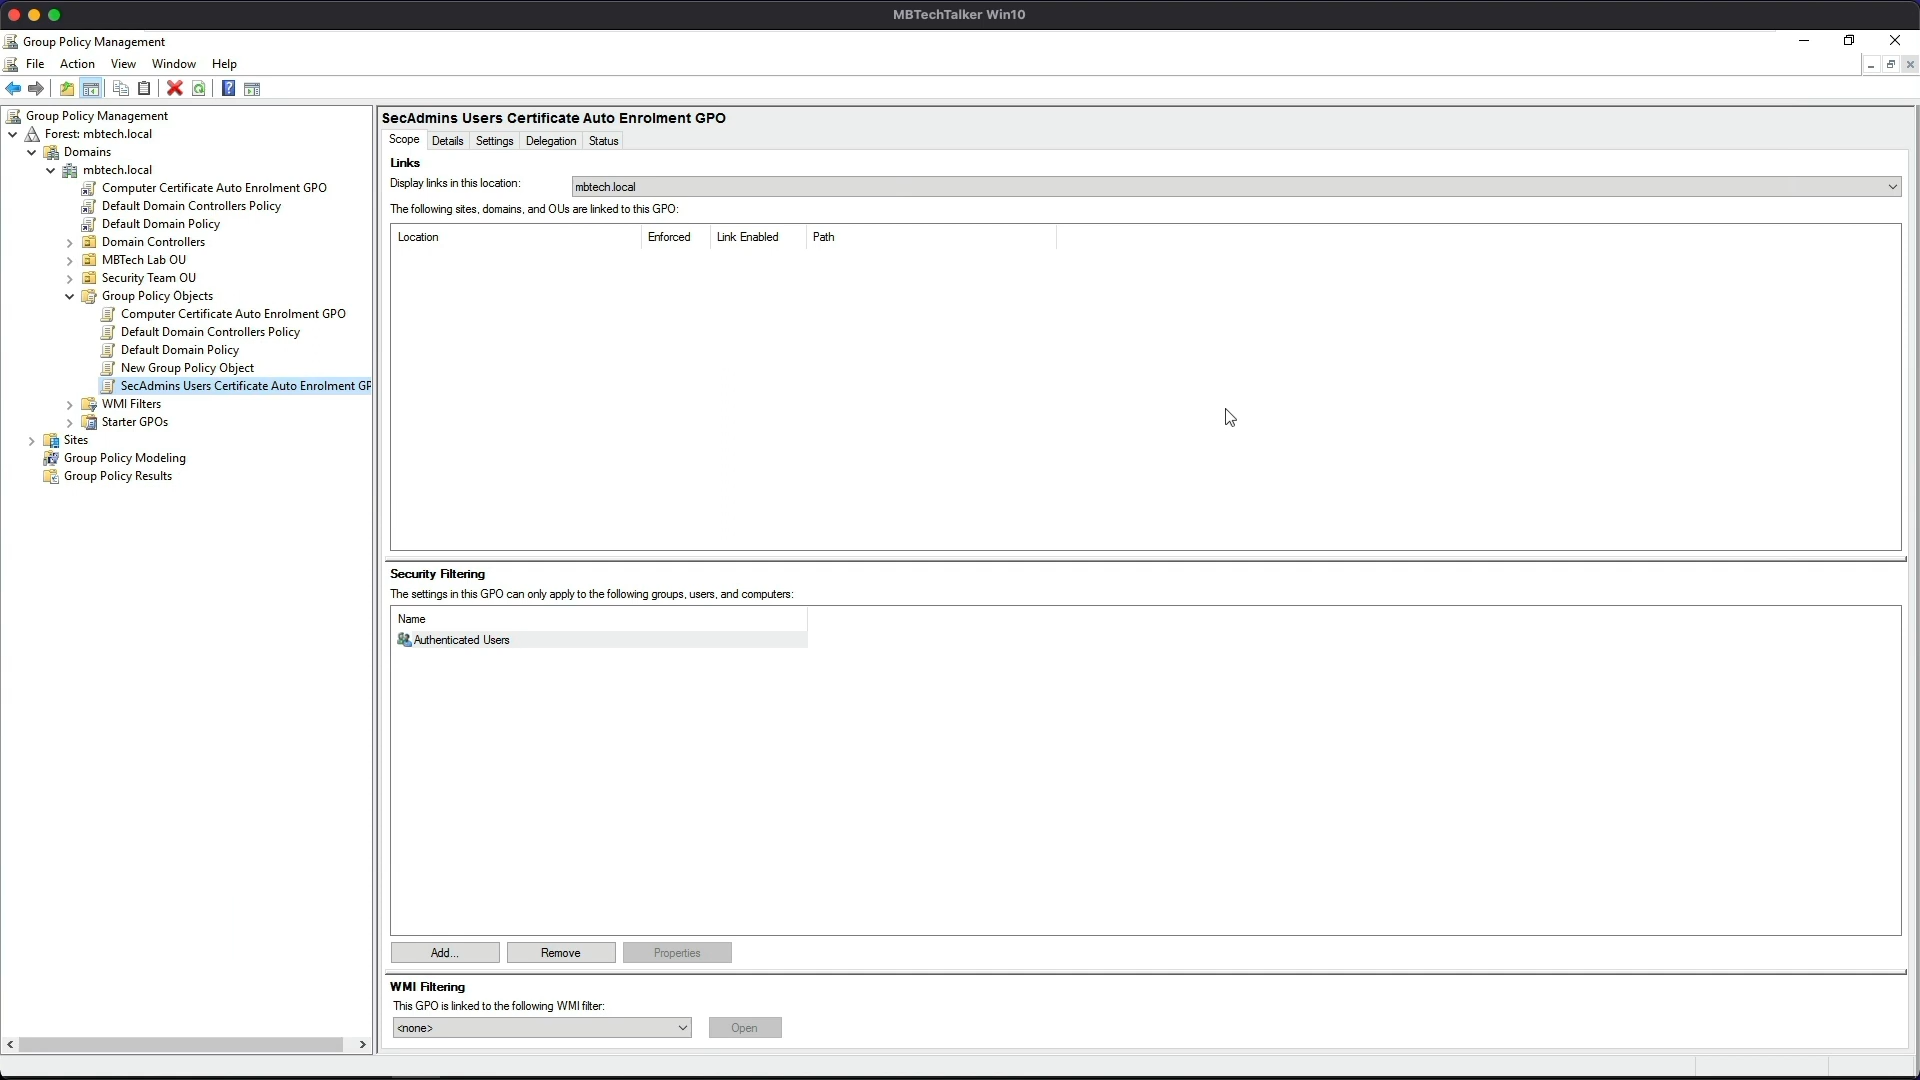 MBTechTalker Win10
Group Policy Management
File Action View Window Help
Group Policy Management
Forest: mbtech.local
Domains
mbtech.local
Computer Certificate Auto Enrolment GPO
Default Domain Controllers Policy
Default Domain Policy
Domain Controllers
MBTech Lab OU
Security Team OU
Group Policy Objects
Computer Certificate Auto Enrolment GPO
Default Domain Controllers Policy
Default Domain Policy
New Group Policy Object
SecAdmins Users Certificate Auto Enrolment GP
WMI Filters
Starter GPOs
Sites
Group Policy Modeling
Group Policy Results
SecAdmins Users Certificate Auto Enrolment GPO
Scope Details Settings Delegation Status
Links
Display links in this location: mbtech.local
The following sites, domains, and OUs are linked to this GPO:
Location Enforced Link Enabled Path
Security Filtering
The settings in this GPO can only apply to the following groups, users, and computers:
Name
Authenticated Users
Add... Remove Properties
WMI Filtering
This GPO is linked to the following WMI filter:
<none> Open